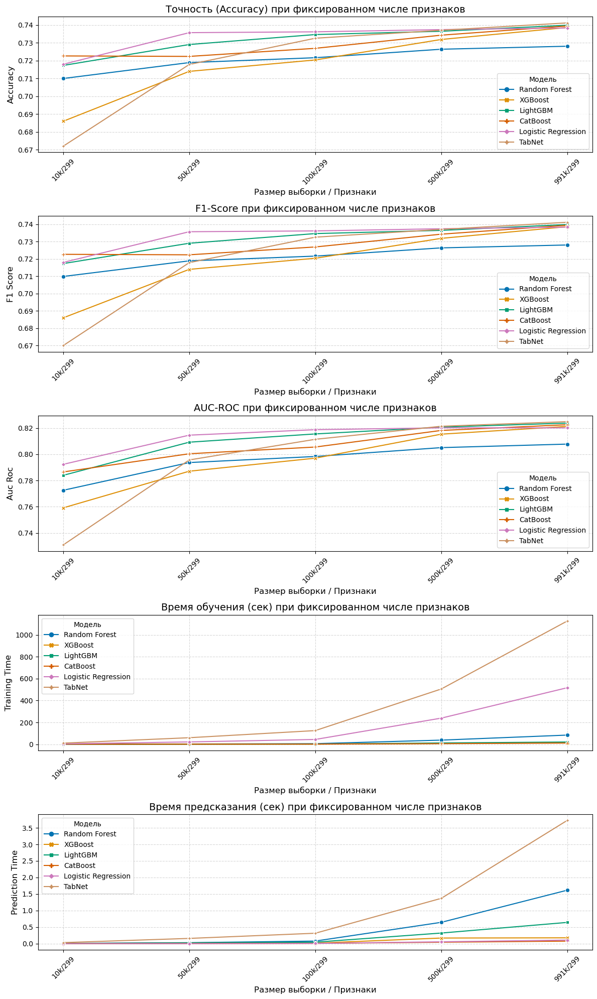 Точность (Accuracy) при фиксированном числе признаков
0.74
0.73
0.72
0.71
0.70
0.69
0.68
0.67
Accuracy
Модель
Random Forest
XGBoost
LightGBM
CatBoost
Logistic Regression
TabNet
10k/299
50k/299
100k/299
500k/299
991k/299
Размер выборки / Признаки
F1-Score при фиксированном числе признаков
0.74
0.73
0.72
0.71
0.70
0.69
0.68
0.67
F1 Score
Модель
Random Forest
XGBoost
LightGBM
CatBoost
Logistic Regression
TabNet
10k/299
50k/299
100k/299
500k/299
991k/299
Размер выборки / Признаки
AUC-ROC при фиксированном числе признаков
0.82
0.80
0.78
0.76
0.74
Auc Roc
Модель
Random Forest
XGBoost
LightGBM
CatBoost
Logistic Regression
TabNet
10k/299
50k/299
100k/299
500k/299
991k/299
Размер выборки / Признаки
Время обучения (сек) при фиксированном числе признаков
1000
800
600
400
200
0
Training Time
Модель
Random Forest
XGBoost
LightGBM
CatBoost
Logistic Regression
TabNet
10k/299
50k/299
100k/299
500k/299
991k/299
Размер выборки / Признаки
Время предсказания (сек) при фиксированном числе признаков
3.5
3.0
2.5
2.0
1.5
1.0
0.5
0.0
Prediction Time
Модель
Random Forest
XGBoost
LightGBM
CatBoost
Logistic Regression
TabNet
10k/299
50k/299
100k/299
500k/299
991k/299
Размер выборки / Признаки